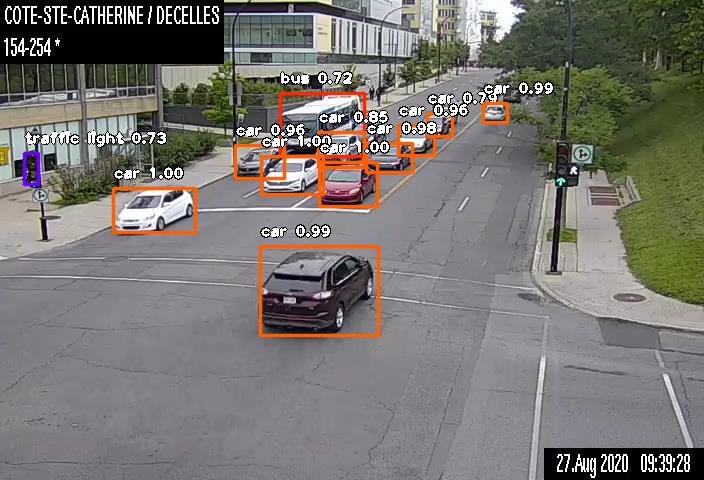 COTE-STE-CATHERINE / DECELLES
154-254 *
bus 0.72
car 0.99
car 0.79
car 0.96
car 0.85
car 0.96
car 1.00
car 0.98
car 1.00
traffic light 0.73
car 1.00
car 0.99
27.Aug 2020 09:39:28